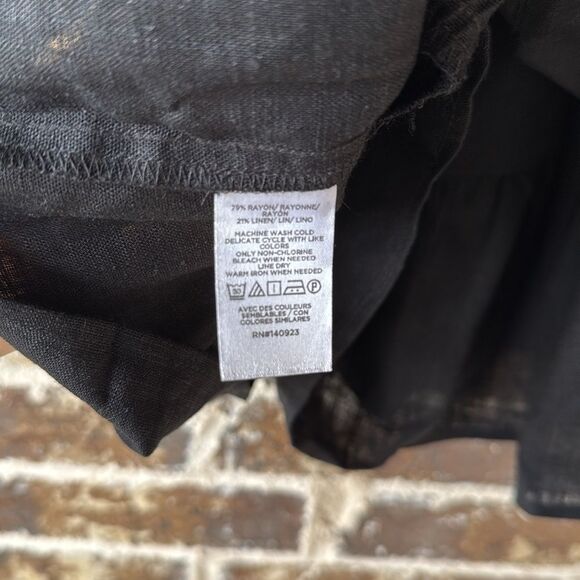 79% RAYON/ RAYONNE/
RAYON
21% LINEN/ LIN/ LINO
MACHINE WASH COLD
DELICATE CYCLE WITH LIKE
COLORS
ONLY NON-CHLORINE
BLEACH WHEN NEEDED
LINE DRY
WARM IRON WHEN NEEDED
30 P
AVEC DES COULEURS
SEMBLABLES / CON
COLORES SIMILARES
RN#140923